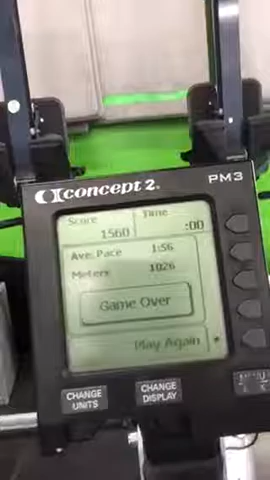 concept 2.
PM3
Score Time
1560 :00
Ave. Pace 1:56
Meters 1026
Game Over
Play Again
CHANGE UNITS
CHANGE DISPLAY